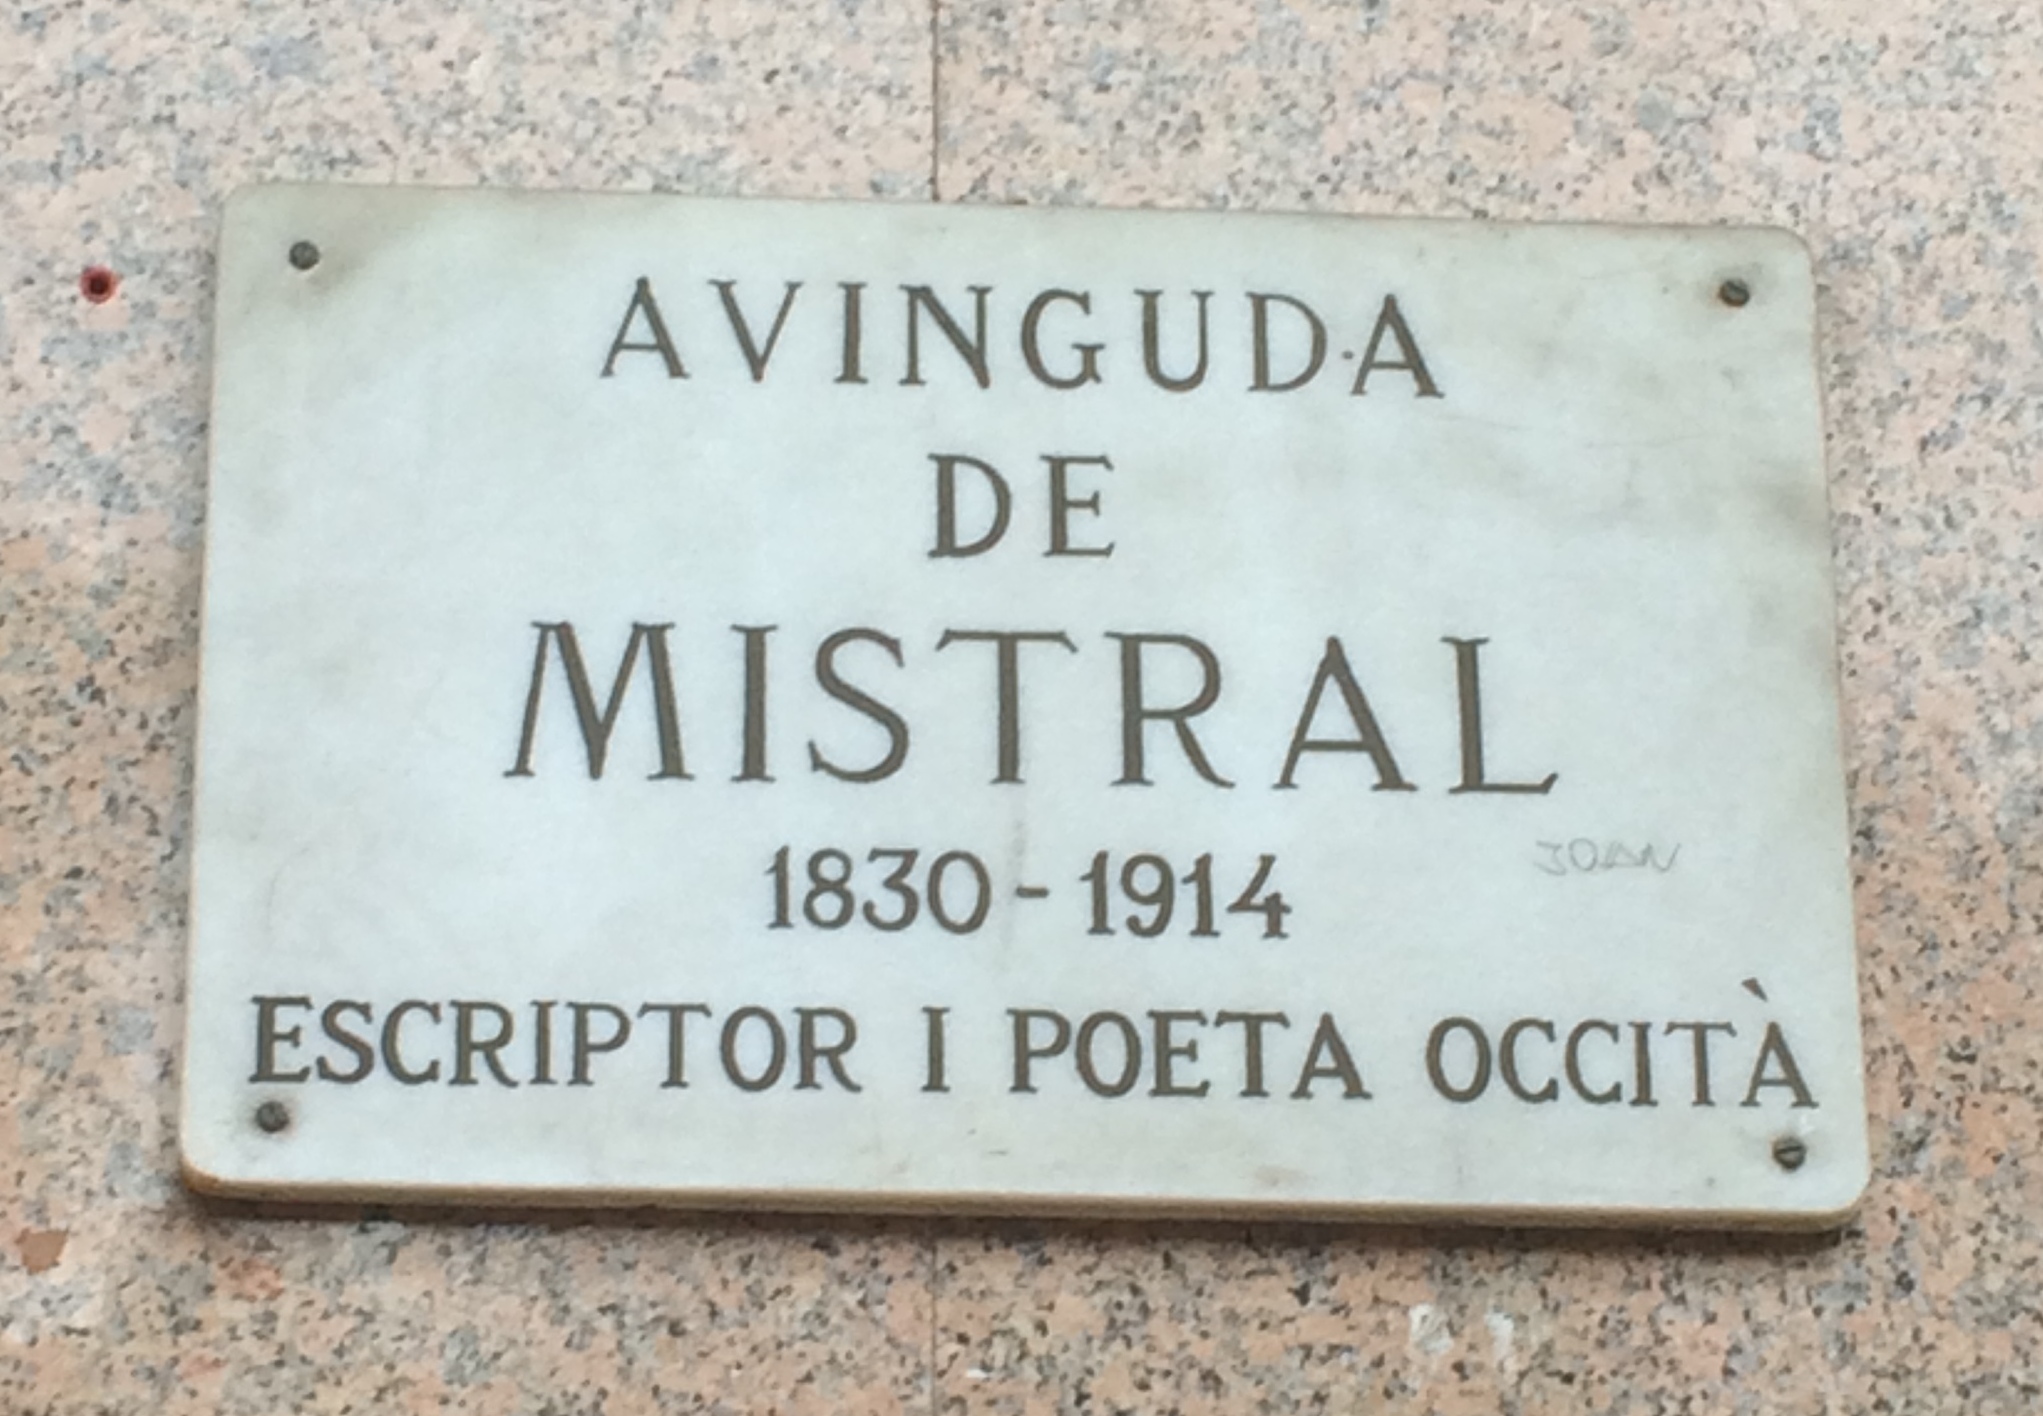 AVINGUDA
DE
MISTRAL
1830-1914
JOAN
ESCRIPTOR I POETA OCCITÀ